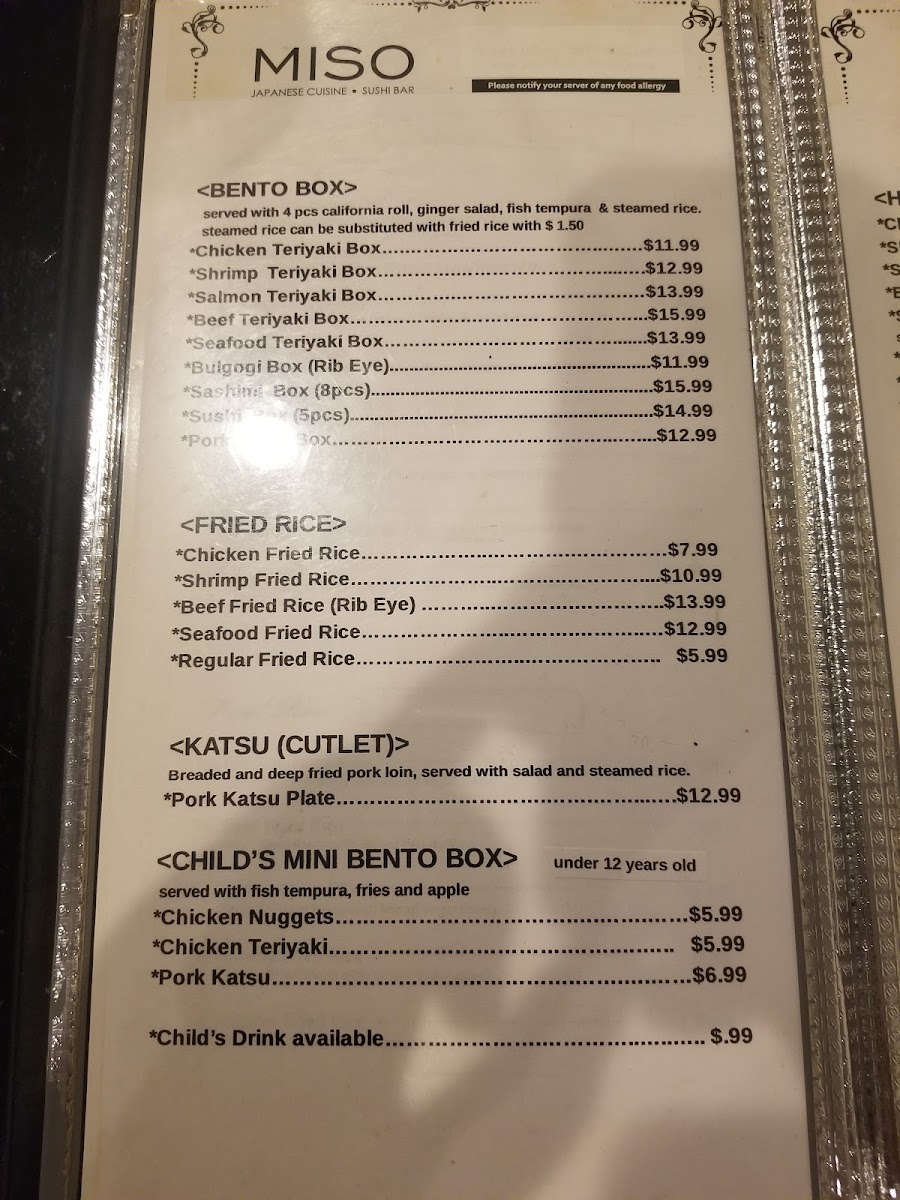 MISO
JAPANESE CUISINE ▪ SUSHI BAR
Please notify your server of any food allergy
<BENTO BOX>
served with 4 pcs california roll, ginger salad, fish tempura & steamed rice.
steamed rice can be substituted with fried rice with $ 1.50
*Chicken Teriyaki Box.......................................$11.99
*Shrimp Teriyaki Box........................................$12.99
*Salmon Teriyaki Box........................................$13.99
*Beef Teriyaki Box............................................$15.99
*Seafood Teriyaki Box.......................................$13.99
*Bulgogi Box (Rib Eye).......................................$11.99
*Sashimi Box (8pcs)..........................................$15.99
*Sushi Box (5pcs).............................................$14.99
*Pork Box................................................$12.99
<FRIED RICE>
*Chicken Fried Rice..........................................$7.99
*Shrimp Fried Rice...........................................$10.99
*Beef Fried Rice (Rib Eye) .................................$13.99
*Seafood Fried Rice.........................................$12.99
*Regular Fried Rice.......................................... $5.99
<KATSU (CUTLET)>
Breaded and deep fried pork loin, served with salad and steamed rice.
*Pork Katsu Plate.............................................$12.99
<CHILD'S MINI BENTO BOX> under 12 years old
served with fish tempura, fries and apple
*Chicken Nuggets.............................................$5.99
*Chicken Teriyaki............................................ $5.99
*Pork Katsu.....................................................$6.99
*Child's Drink available........................................ $.99